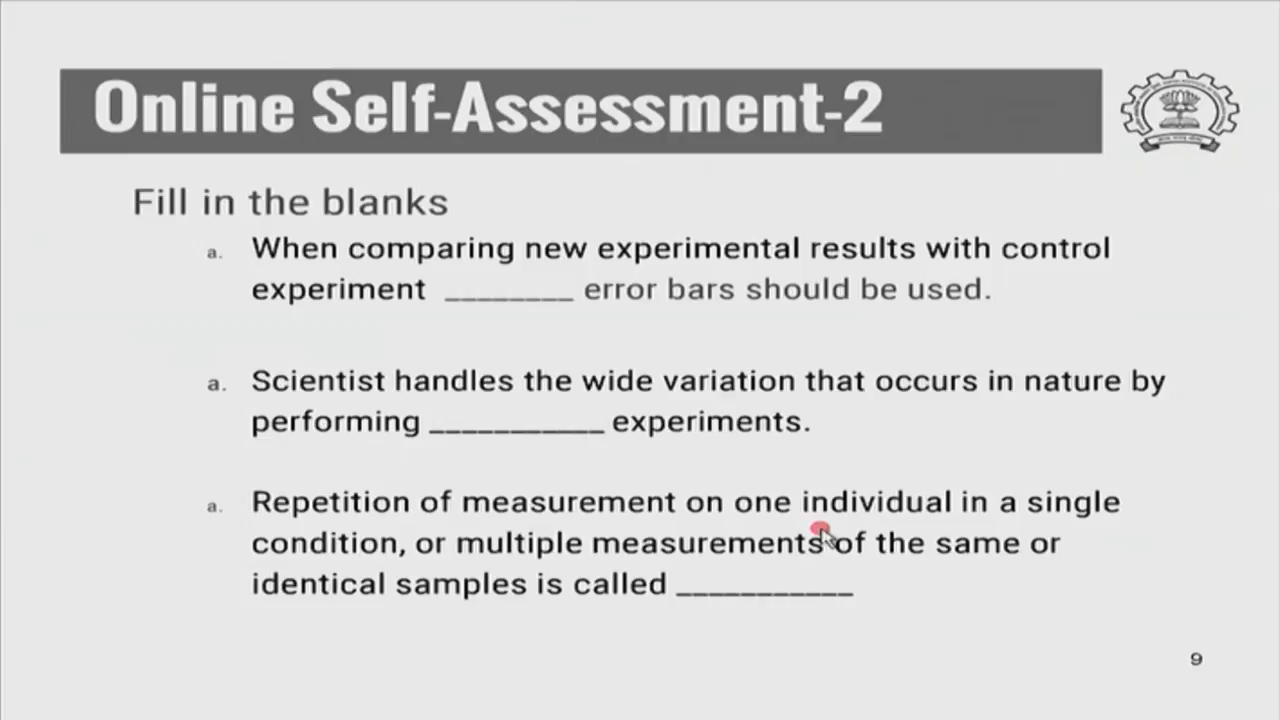 Online Self-Assessment-2
Fill in the blanks
a. When comparing new experimental results with control
experiment ________ error bars should be used.
a. Scientist handles the wide variation that occurs in nature by
performing ___________ experiments.
a. Repetition of measurement on one individual in a single
condition, or multiple measurements of the same or
identical samples is called ___________
9